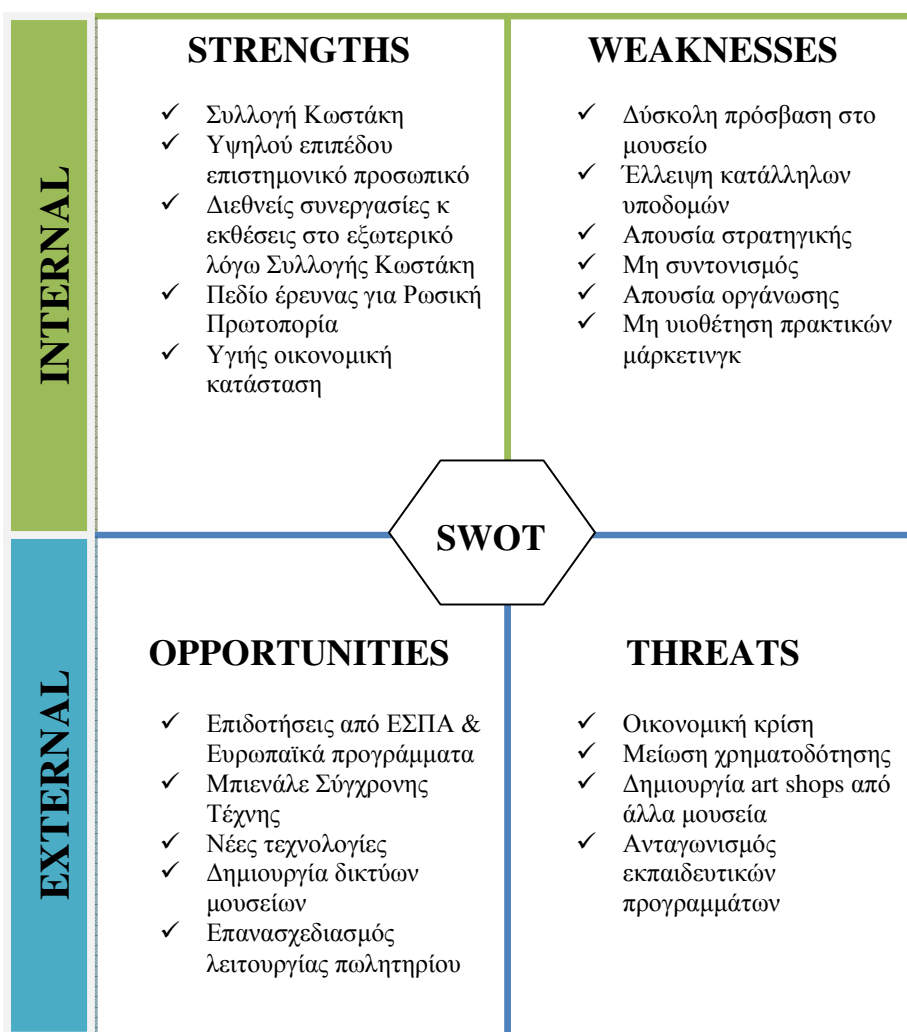 INTERNAL
STRENGTHS
✓ Συλλογή Κωστάκη
✓ Υψηλού επιπέδου
επιστημονικό προσωπικό
✓ Διεθνείς συνεργασίες κ
εκθέσεις στο εξωτερικό
λόγω Συλλογής Κωστάκη
✓ Πεδίο έρευνας για Ρωσική
Πρωτοπορία
✓ Υγιής οικονομική
κατάσταση
WEAKNESSES
✓ Δύσκολη πρόσβαση στο
μουσείο
✓ Έλλειψη κατάλληλων
υποδομών
✓ Απουσία στρατηγικής
✓ Μη συντονισμός
✓ Απουσία οργάνωσης
✓ Μη υιοθέτηση πρακτικών
μάρκετινγκ
SWOT
EXTERNAL
OPPORTUNITIES
✓ Επιδοτήσεις από ΕΣΠΑ &
Ευρωπαϊκά προγράμματα
✓ Μπιενάλε Σύγχρονης
Τέχνης
✓ Νέες τεχνολογίες
✓ Δημιουργία δικτύων
μουσείων
✓ Επανασχεδιασμός
λειτουργίας πωλητηρίου
THREATS
✓ Οικονομική κρίση
✓ Μείωση χρηματοδότησης
✓ Δημιουργία art shops από
άλλα μουσεία
✓ Ανταγωνισμός
εκπαιδευτικών
προγραμμάτων